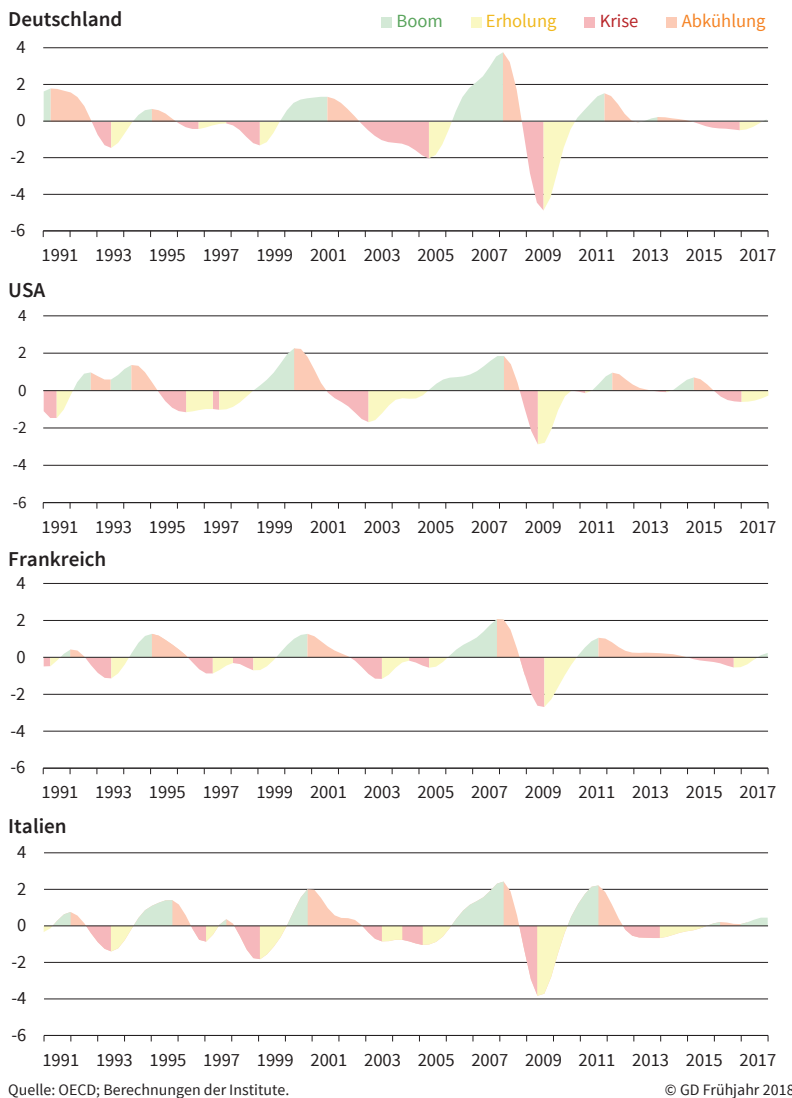 Deutschland
Boom Erholung Krise Abkühlung
4
2
0
-2
-4
-6
1991 1993 1995 1997 1999 2001 2003 2005 2007 2009 2011 2013 2015 2017
USA
4
2
0
-2
-4
-6
1991 1993 1995 1997 1999 2001 2003 2005 2007 2009 2011 2013 2015 2017
Frankreich
4
2
0
-2
-4
-6
1991 1993 1995 1997 1999 2001 2003 2005 2007 2009 2011 2013 2015 2017
Italien
4
2
0
-2
-4
-6
1991 1993 1995 1997 1999 2001 2003 2005 2007 2009 2011 2013 2015 2017
Quelle: OECD; Berechnungen der Institute. © GD Frühjahr 2018